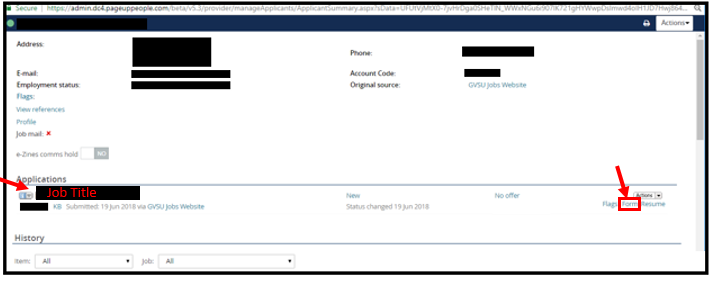 Secure https://admin.dc4.pageuppeople.com/beta/v5.3/provider/manageApplicants/ApplicantSummary.aspx?sData=
Actions
Address:
Phone:
E-mail:
Account Code:
Employment status:
Original source: GVSU Jobs Website
Flags:
View references
Profile
Job mail: ×
e-Zines comms hold NO
Applications
Job Title
New
No offer
Actions
KB Submitted: 19 Jun 2018 via GVSU Jobs Website
Status changed 19 Jun 2018
Flags Form Resume
History
Item: All Job: All